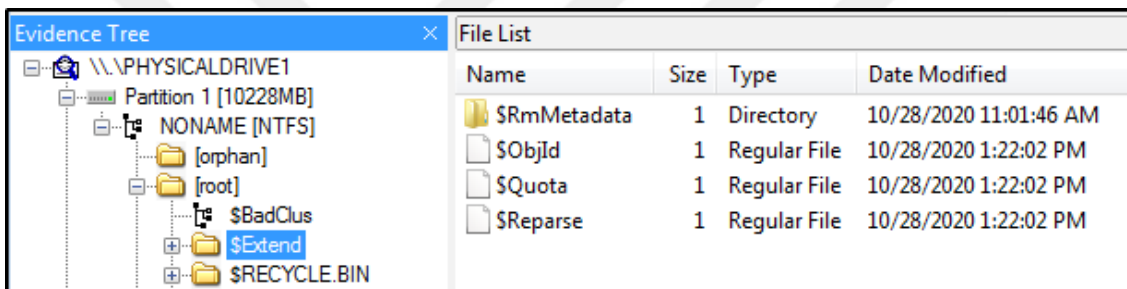 Evidence Tree
\\.\PHYSICALDRIVE1
Partition 1 [10228MB]
NONAME [NTFS]
[orphan]
[root]
$BadClus
$Extend
$RECYCLE.BIN
File List
Name Size Type Date Modified
$RmMetadata 1 Directory 10/28/2020 11:01:46 AM
$ObjId 1 Regular File 10/28/2020 1:22:02 PM
$Quota 1 Regular File 10/28/2020 1:22:02 PM
$Reparse 1 Regular File 10/28/2020 1:22:02 PM